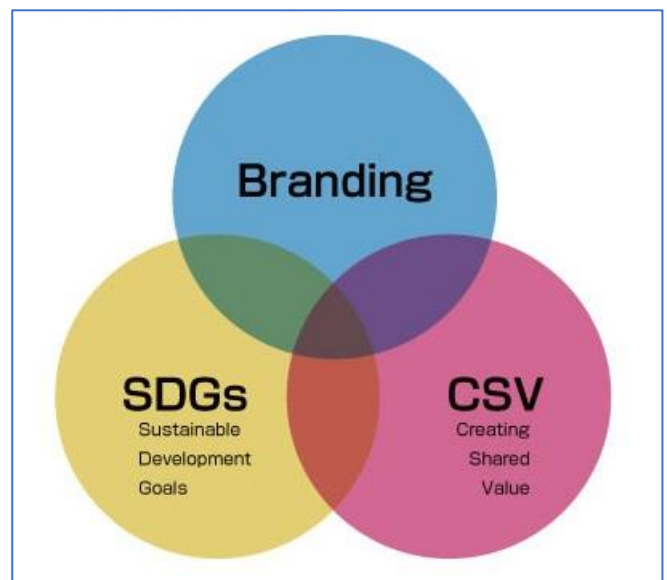 Branding
SDGs
Sustainable
Development
Goals
CSV
Creating
Shared
Value